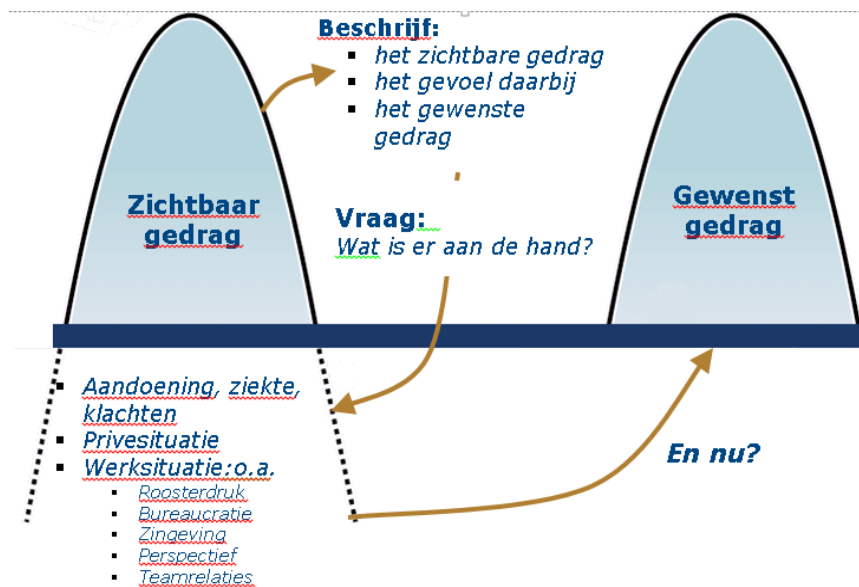 Beschrijf:
▪ het zichtbare gedrag
▪ het gevoel daarbij
▪ het gewenste
gedrag
Zichtbaar
gedrag
Vraag:
Wat is er aan de hand?
Gewenst
gedrag
▪ Aandoening, ziekte,
klachten
▪ Privesituatie
▪ Werksituatie:o.a.
▪ Roosterdruk
▪ Bureaucratie
▪ Zingeving
▪ Perspectief
▪ Teamrelaties
En nu?